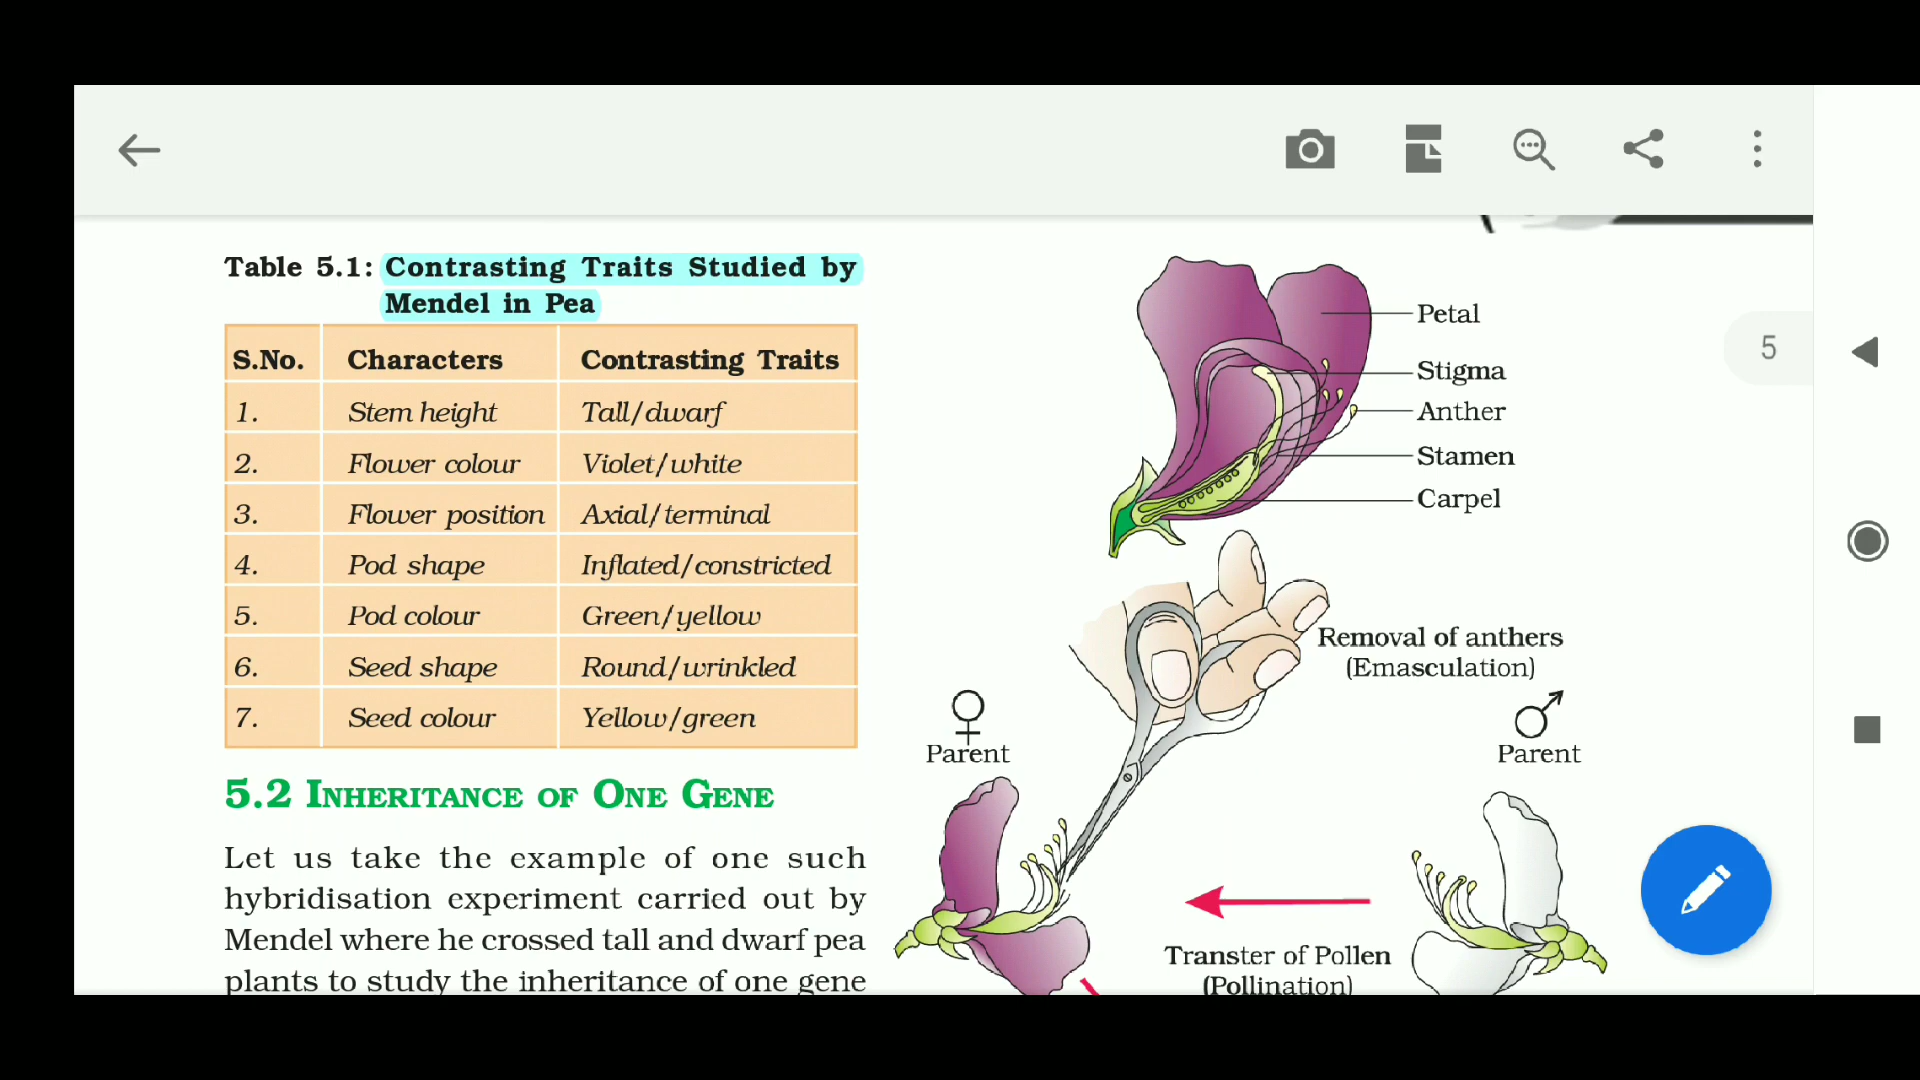 Table 5.1: Contrasting Traits Studied by
Mendel in Pea
S.No. Characters Contrasting Traits
1. Stem height Tall/dwarf
2. Flower colour Violet/white
3. Flower position Axial/terminal
4. Pod shape Inflated/constricted
5. Pod colour Green/yellow
6. Seed shape Round/wrinkled
7. Seed colour Yellow/green
5.2 INHERITANCE OF ONE GENE
Let us take the example of one such
hybridisation experiment carried out by
Mendel where he crossed tall and dwarf pea
plants to study the inheritance of one gene
Petal
Stigma
Anther
Stamen
Carpel
Removal of anthers
(Emasculation)
♀
Parent
♂
Parent
Transter of Pollen
(Pollination)
5